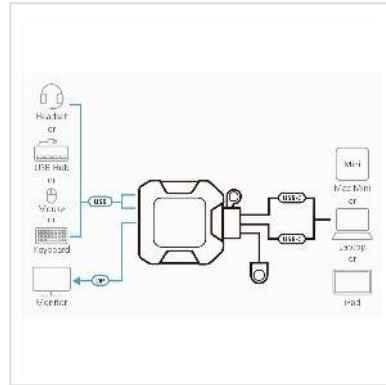 Headset
or
USB Hub
or
Mouse
or
Keyboard
Monitor
USB
DP
USB-C
USB-C
Mini
Mac Mini
or
Laptop
or
iPad